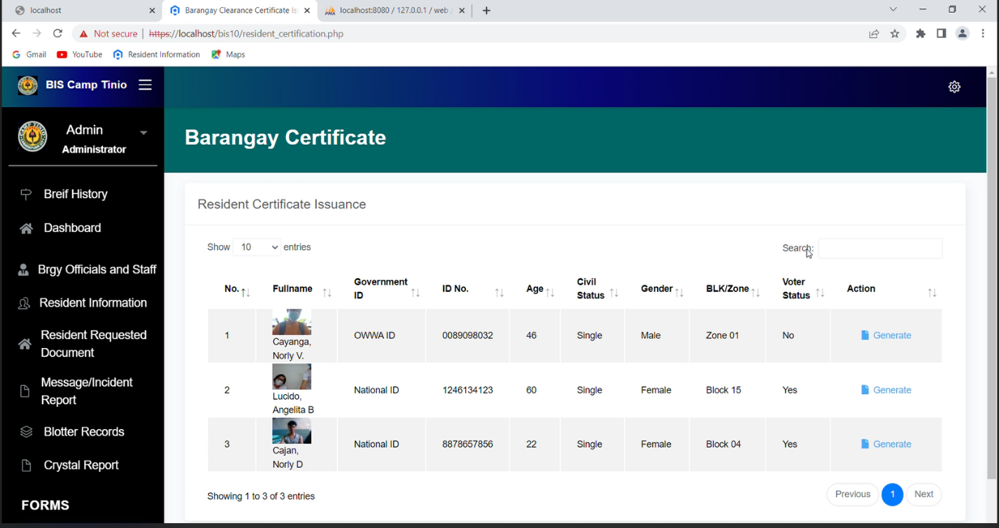 localhost
Barangay Clearance Certificate Is
localhost:8080 / 127.0.0.1 / web
Not secure | https://localhost/bis10/resident_certification.php
Gmail YouTube Resident Information Maps
BIS Camp Tinio
Admin
Administrator
Breif History
Dashboard
Brgy Officials and Staff
Resident Information
Resident Requested
Document
Message/Incident
Report
Blotter Records
Crystal Report
FORMS
Barangay Certificate
Resident Certificate Issuance
Show 10 entries
Search:
No. Fullname Government ID ID No. Age Civil Status Gender BLK/Zone Voter Status Action
1 Cayanga, Norly V. OWWA ID 0089098032 46 Single Male Zone 01 No Generate
2 Lucido, Angelita B National ID 1246134123 60 Single Female Block 15 Yes Generate
3 Cajan, Norly D National ID 8878657856 22 Single Female Block 04 Yes Generate
Showing 1 to 3 of 3 entries
Previous 1 Next